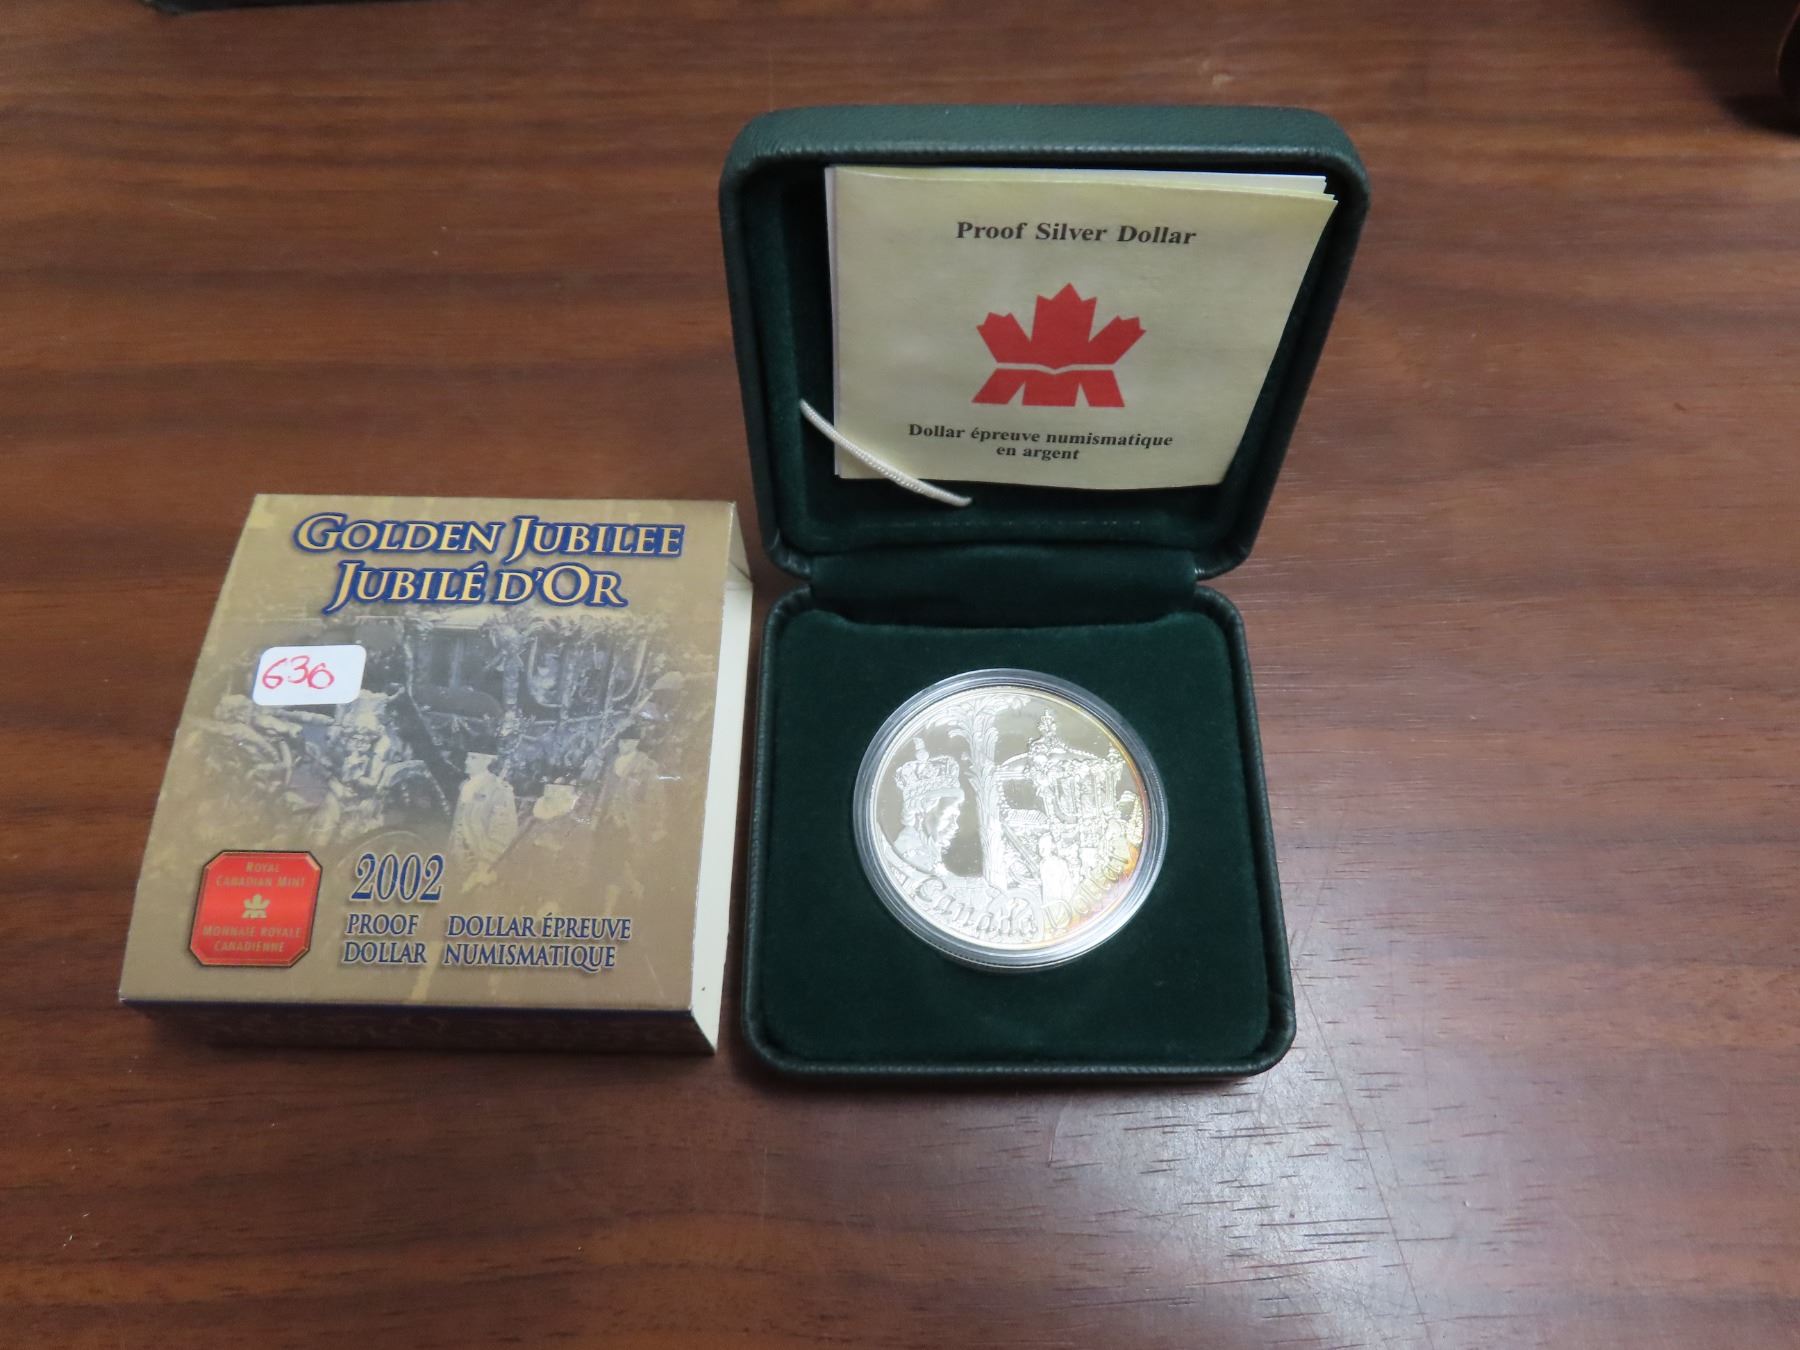 Proof Silver Dollar
Dollar épreuve numismatique
en argent
GOLDEN JUBILEE
JUBILÉ D'OR
630
2002
PROOF DOLLAR
DOLLAR ÉPREUVE NUMISMATIQUE
ROYAL
CANADIAN MINT
MONNAIE ROYALE
CANADIENNE
Canada Dollar